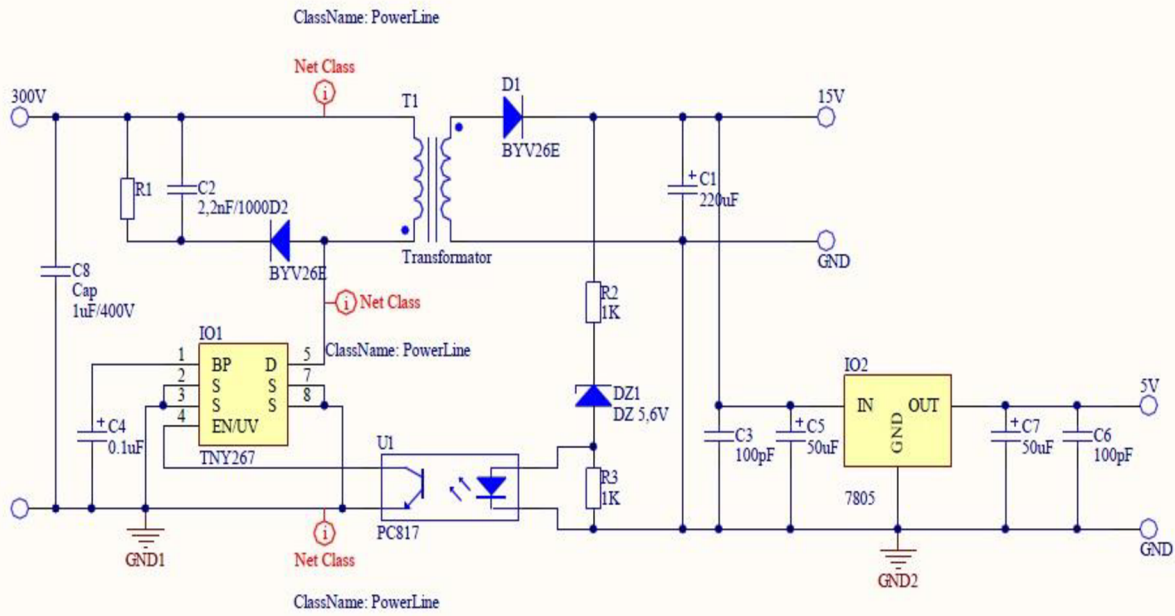 ClassName: PowerLine
Net Class
i
300V
T1
D1
BYV26E
15V
R1
C2
2,2nF/1000D2
BYV26E
Transformator
C1
+
220uF
GND
C8
Cap
1uF/400V
i Net Class
ClassName: PowerLine
R2
1K
IO1
1 BP D 5
2 S S 7
3 S S 8
4 EN/UV
TNY267
C4
+
0.1uF
DZ1
DZ 5,6V
U1
PC817
R3
1K
IO2
IN OUT
GND
7805
5V
C3
100pF
+
C5
50uF
+
C7
50uF
C6
100pF
GND
GND1
i
Net Class
GND2
ClassName: PowerLine